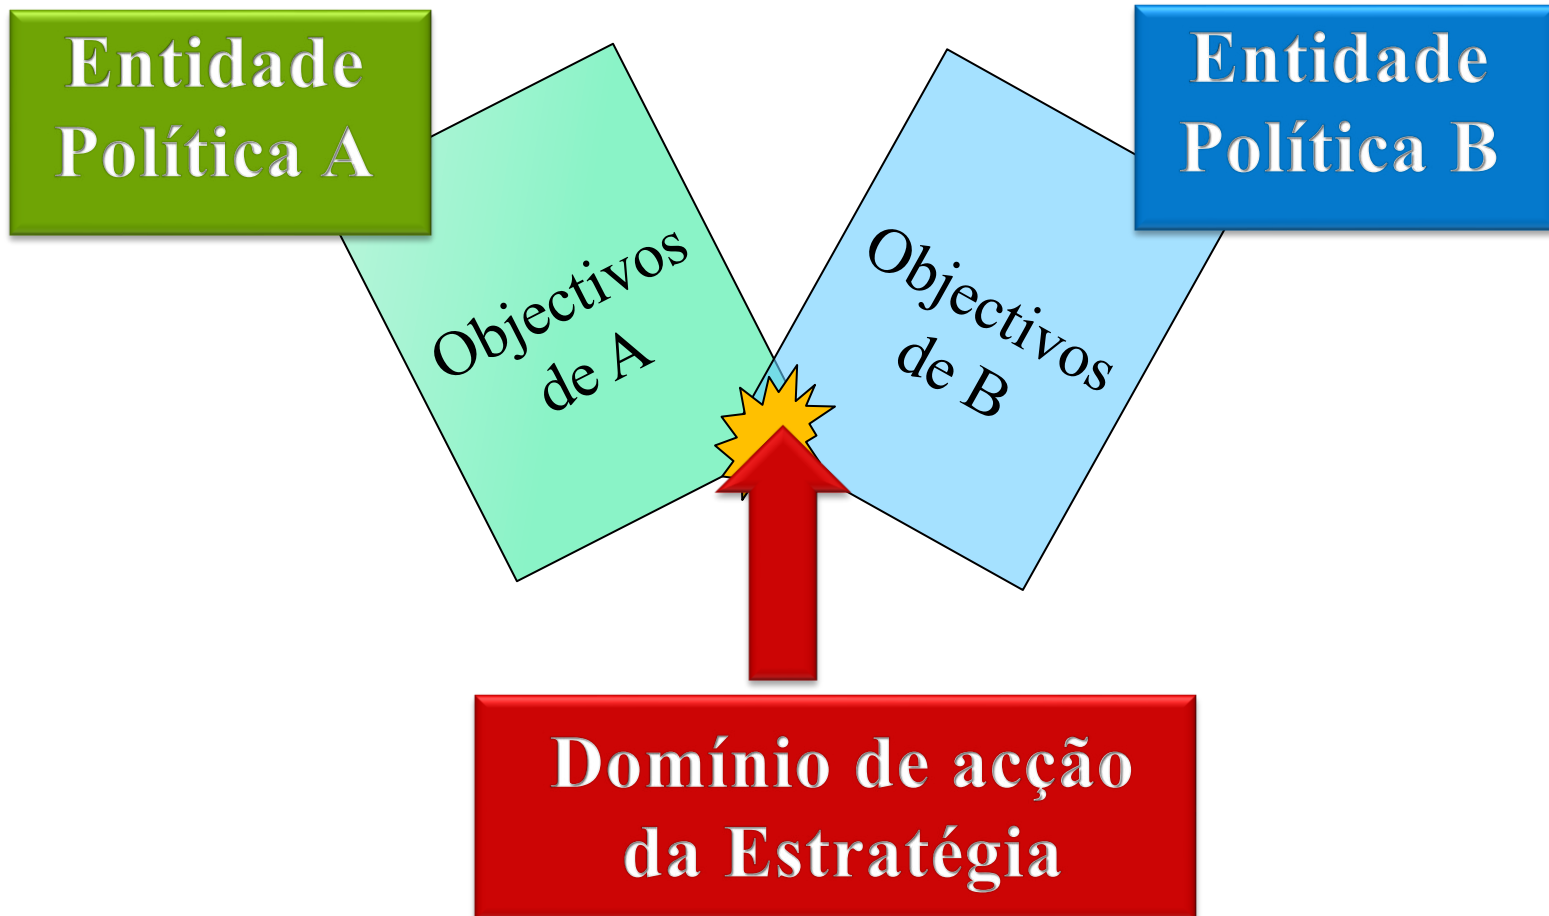 Entidade
Política A
Entidade
Política B
Objectivos
de A
Objectivos
de B
Domínio de acção
da Estratégia